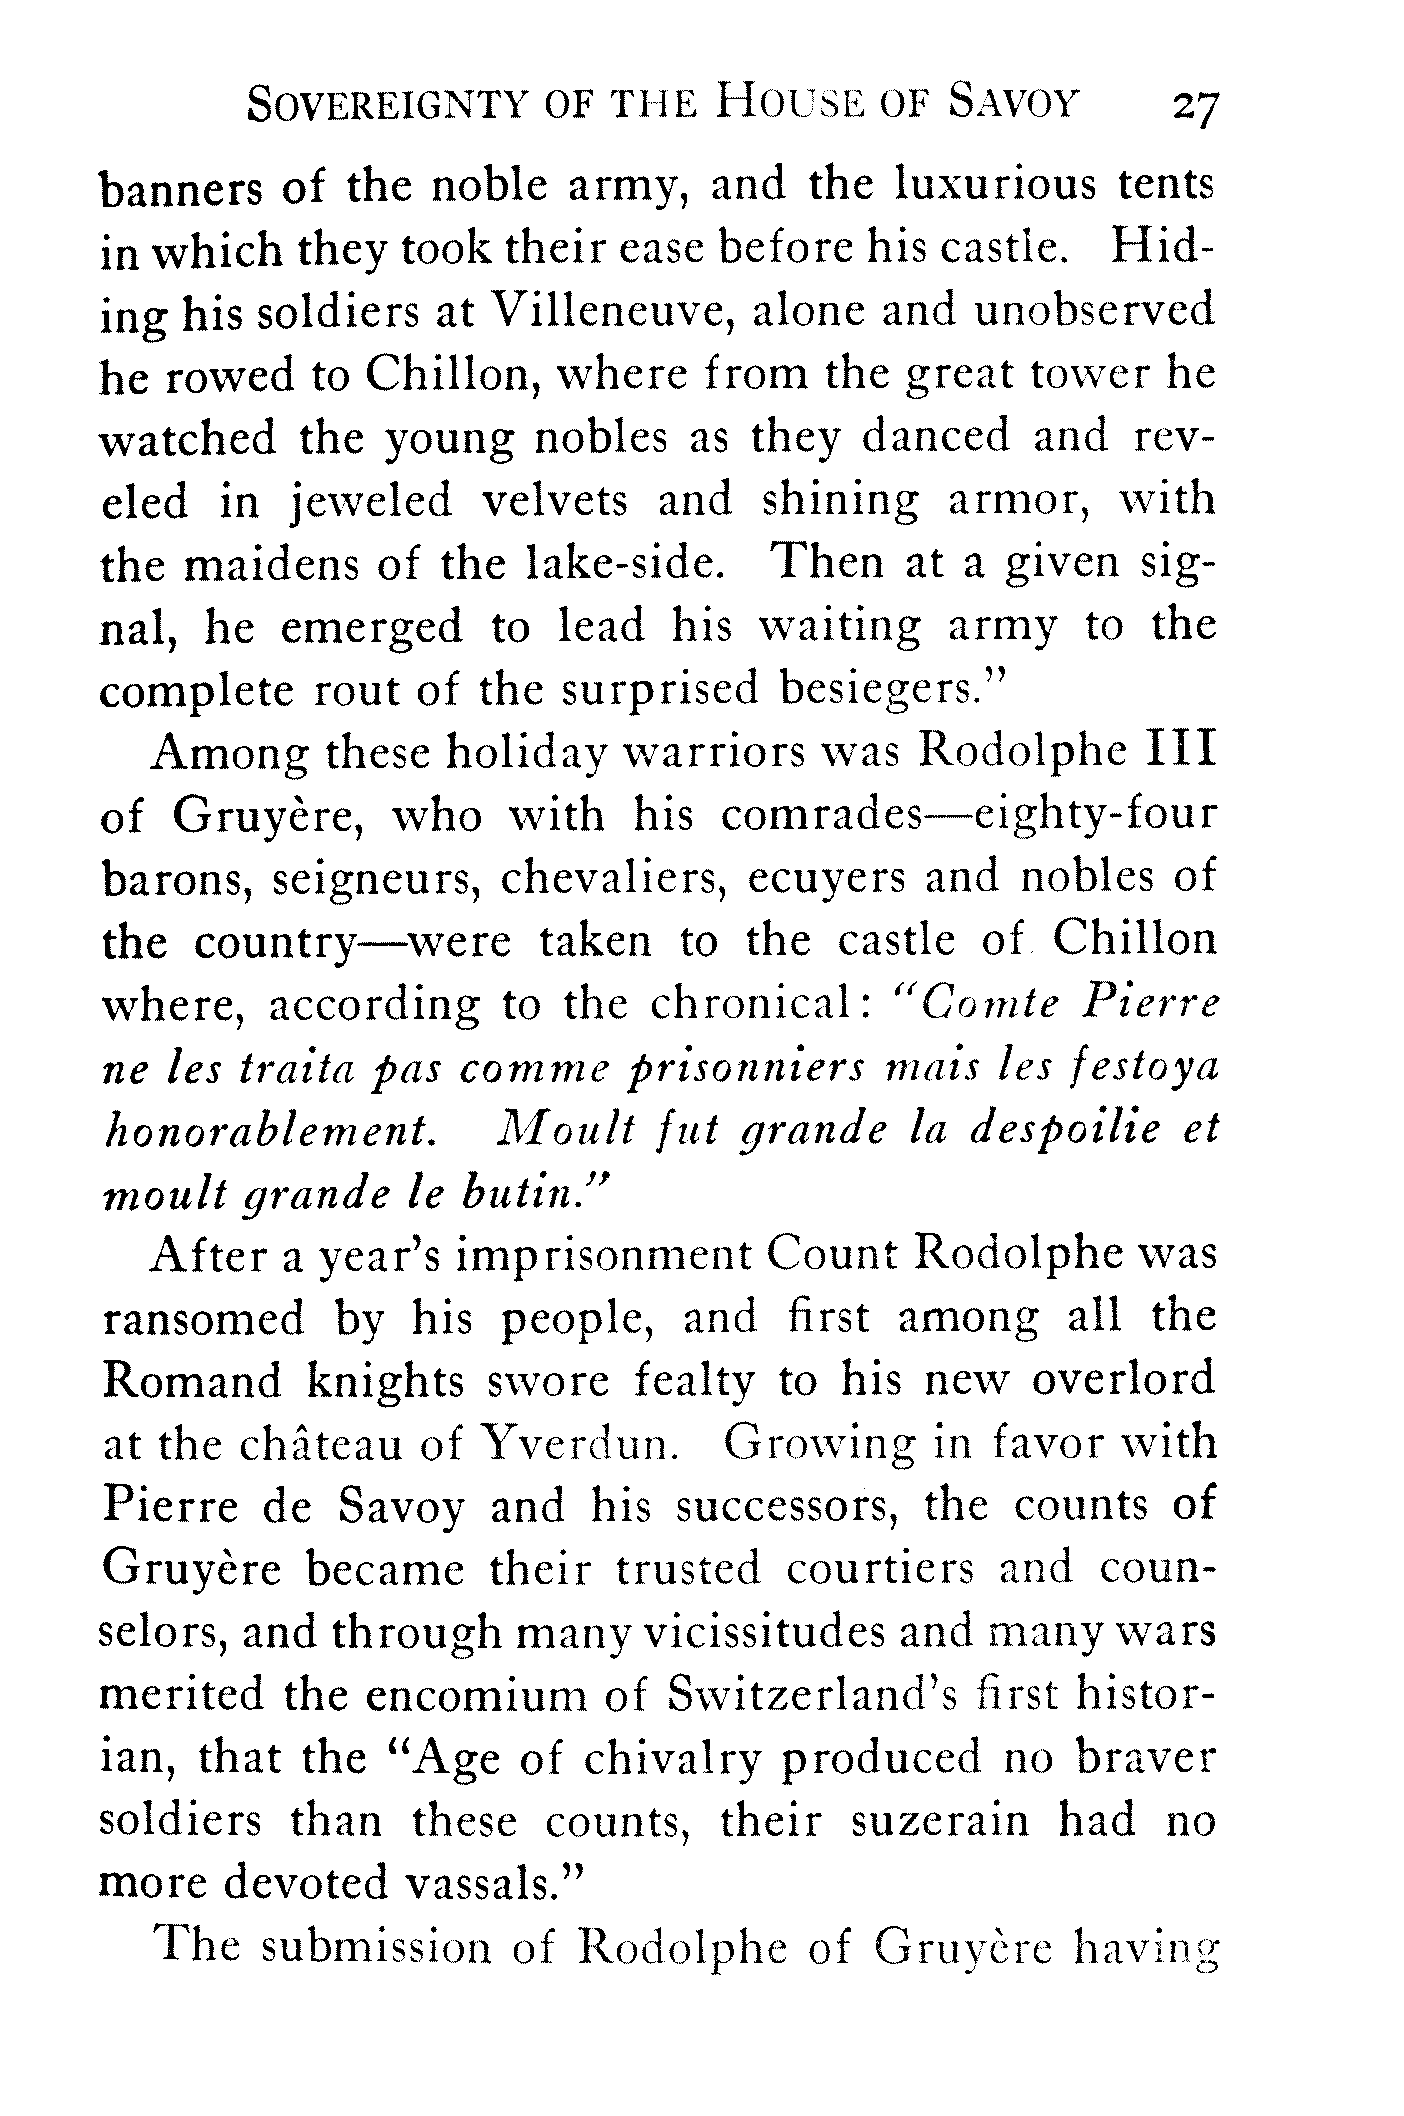 SOVEREIGNTY OF THE HOUSE OF SAVOY 27
banners of the noble army, and the luxurious tents
in which they took their ease before his castle. Hid-
ing his soldiers at Villeneuve, alone and unobserved
he rowed to Chillon, where from the great tower he
watched the young nobles as they danced and rev-
eled in jeweled velvets and shining armor, with
the maidens of the lake-side. Then at a given sig-
nal, he emerged to lead his waiting army to the
complete rout of the surprised besiegers.”
Among these holiday warriors was Rodolphe III
of Gruyère, who with his comrades—eighty-four
barons, seigneurs, chevaliers, ecuyers and nobles of
the country—were taken to the castle of Chillon
where, according to the chronical: “Comte Pierre
ne les traita pas comme prisonniers mais les festoya
honorablement. Moult fut grande la despoilie et
moult grande le butin.”
After a year’s imprisonment Count Rodolphe was
ransomed by his people, and first among all the
Romand knights swore fealty to his new overlord
at the château of Yverdun. Growing in favor with
Pierre de Savoy and his successors, the counts of
Gruyère became their trusted courtiers and coun-
selors, and through many vicissitudes and many wars
merited the encomium of Switzerland’s first histor-
ian, that the “Age of chivalry produced no braver
soldiers than these counts, their suzerain had no
more devoted vassals.”
The submission of Rodolphe of Gruyère having